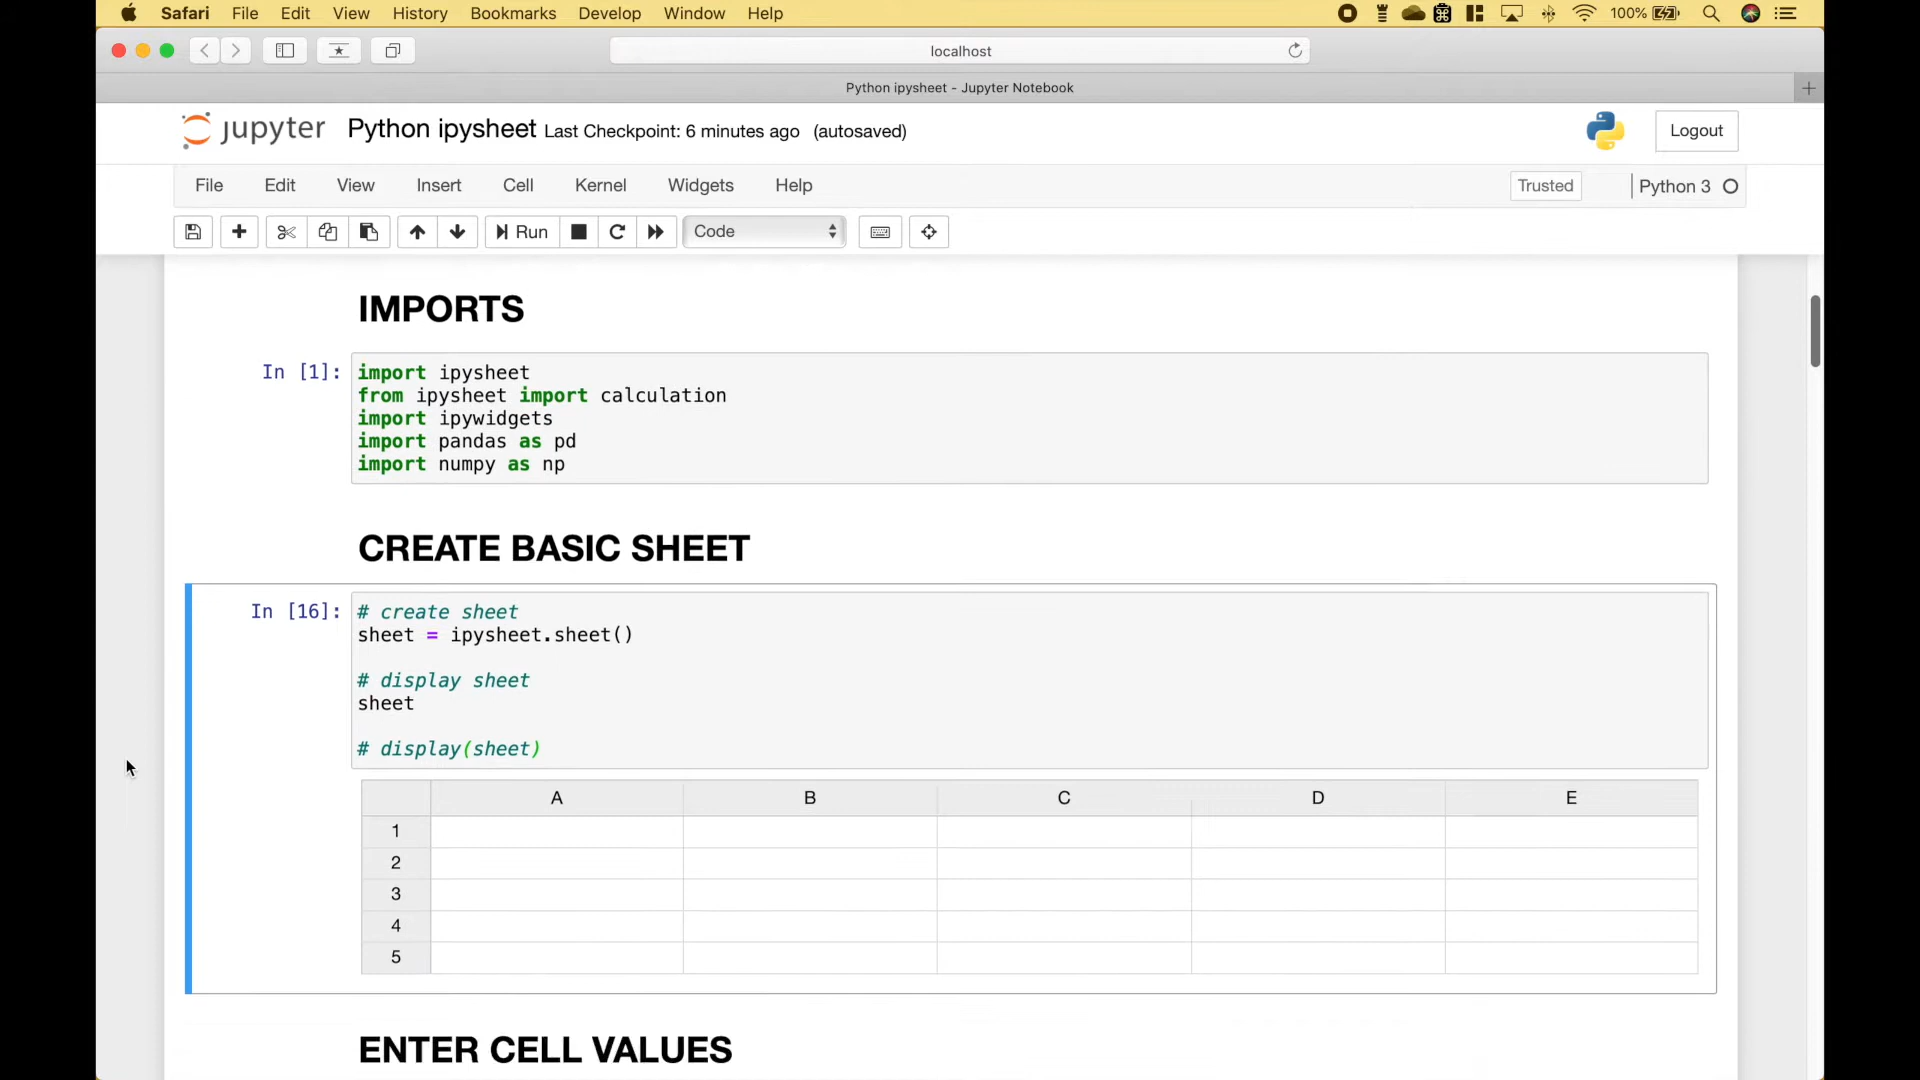 Safari File Edit View History Bookmarks Develop Window Help 100%
localhost
Python ipysheet - Jupyter Notebook
jupyter Python ipysheet Last Checkpoint: 6 minutes ago (autosaved) Logout
File Edit View Insert Cell Kernel Widgets Help Trusted Python 3
Run Code
IMPORTS
In [1]: import ipysheet
from ipysheet import calculation
import ipywidgets
import pandas as pd
import numpy as np
CREATE BASIC SHEET
In [16]: # create sheet
sheet = ipysheet.sheet()
# display sheet
sheet
# display(sheet)
A B C D E
1
2
3
4
5
ENTER CELL VALUES